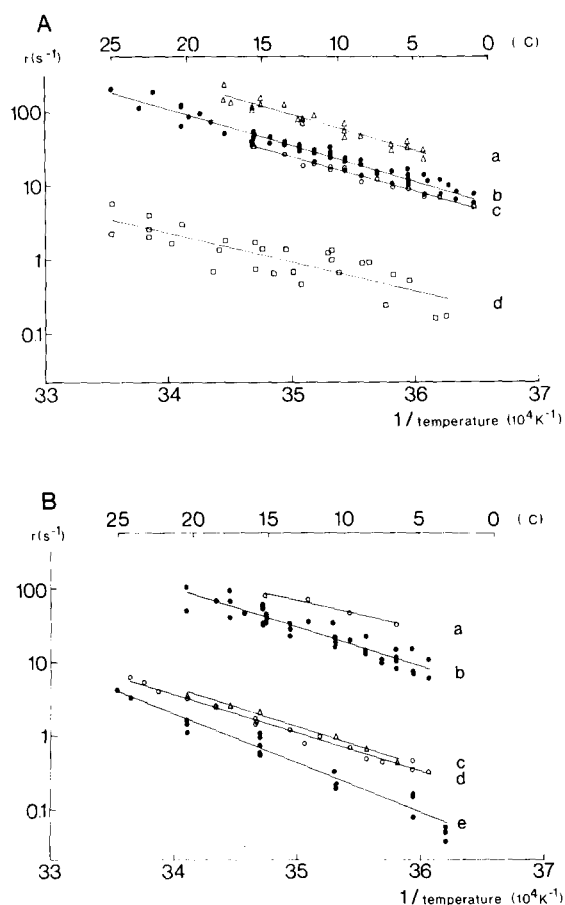 A
25 20 15 10 5 0 ( C)
r(s⁻¹)
100
10
1
0.1
a
b
c
d
33 34 35 36 37
1/temperature (10⁴K⁻¹)
B
25 20 15 10 5 0 ( C)
r(s⁻¹)
100
10
1
0.1
a
b
c
d
e
33 34 35 36 37
1/temperature (10⁴K⁻¹)